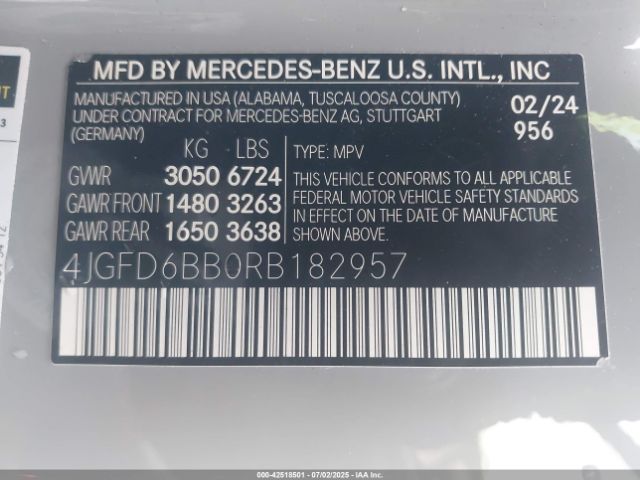 MFD BY MERCEDES-BENZ U.S. INTL., INC
MANUFACTURED IN USA (ALABAMA, TUSCALOOSA COUNTY)
UNDER CONTRACT FOR MERCEDES-BENZ AG, STUTTGART
(GERMANY)
02/24
956
KG LBS
GVWR 3050 6724
GAWR FRONT 1480 3263
GAWR REAR 1650 3638
TYPE: MPV
THIS VEHICLE CONFORMS TO ALL APPLICABLE
FEDERAL MOTOR VEHICLE SAFETY STANDARDS
IN EFFECT ON THE DATE OF MANUFACTURE
SHOWN ABOVE.
4JGFD6BB0RB182957
000-42518501 - 07/02/2025 - COPYRIGHT IAA, LLC.